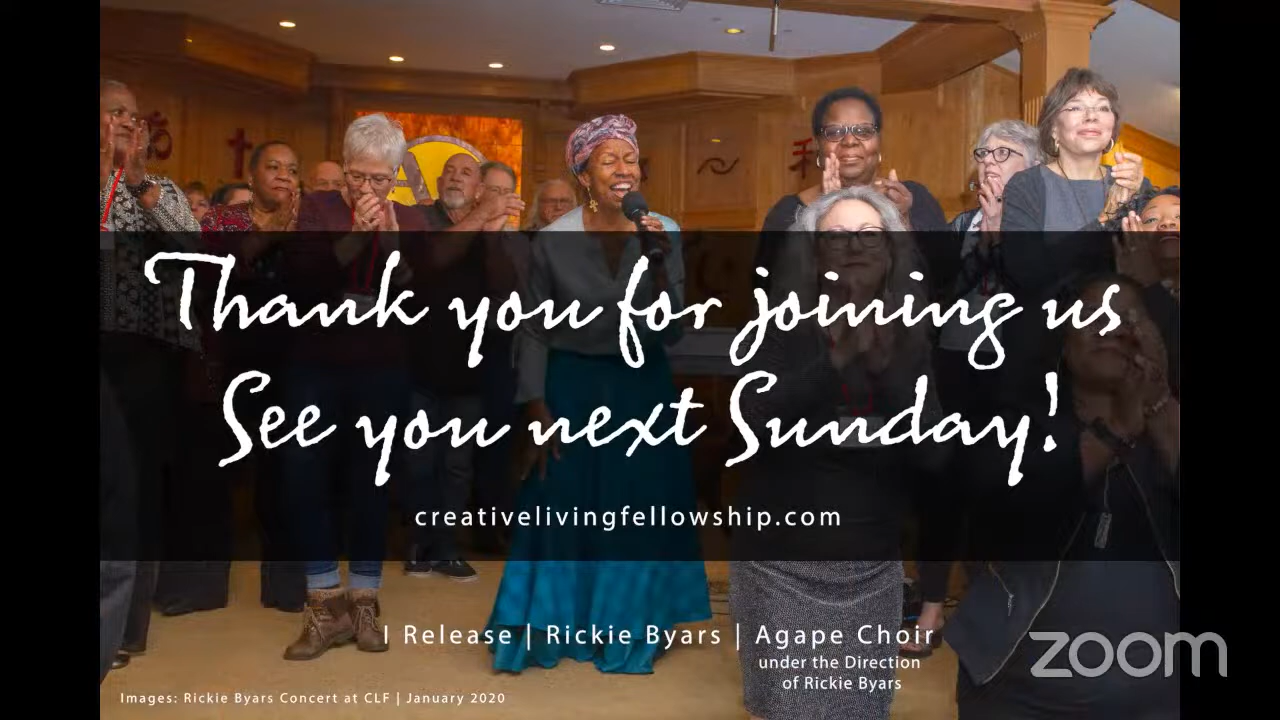 Thank you for joining us
See you next Sunday!
creativelivingfellowship.com
I Release | Rickie Byars | Agape Choir
under the Direction
of Rickie Byars
Images: Rickie Byars Concert at CLF | January 2020
zoom